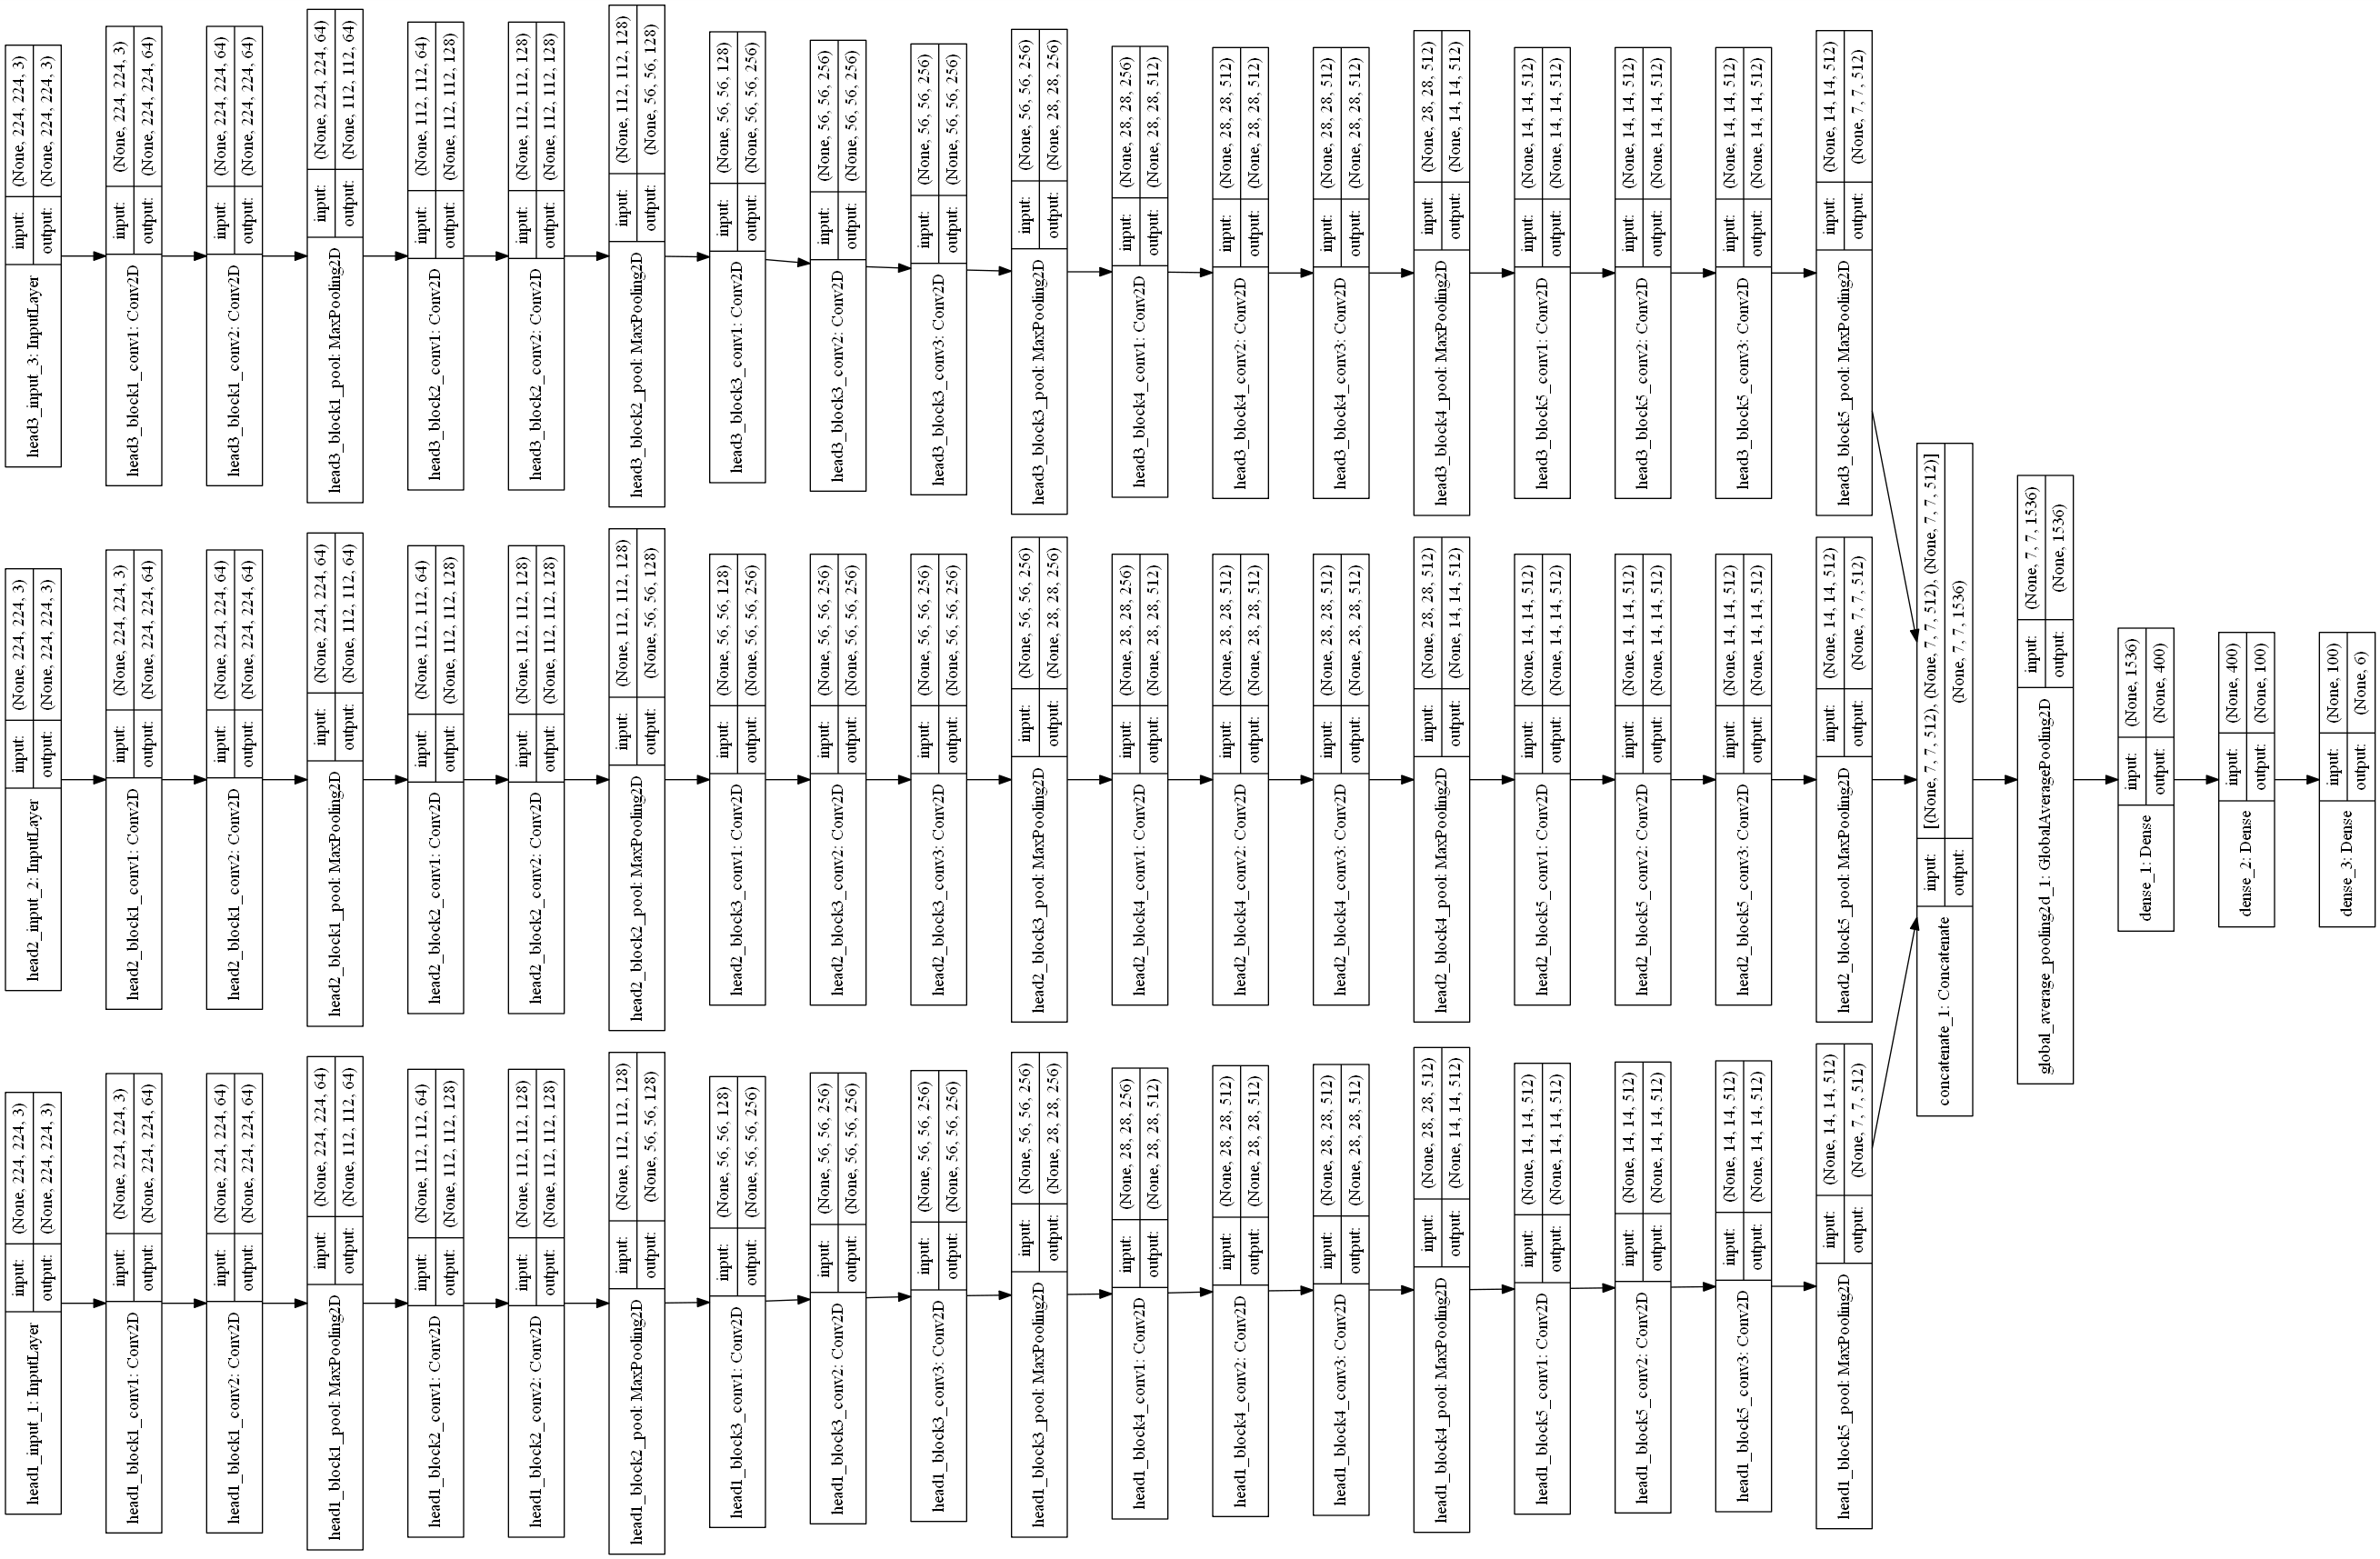 head1_input_1: InputLayer
input: (None, 224, 224, 3)
output: (None, 224, 224, 3)
head1_block1_conv1: Conv2D
input: (None, 224, 224, 3)
output: (None, 224, 224, 64)
head1_block1_conv2: Conv2D
input: (None, 224, 224, 64)
output: (None, 224, 224, 64)
head1_block1_pool: MaxPooling2D
input: (None, 224, 224, 64)
output: (None, 112, 112, 64)
head1_block2_conv1: Conv2D
input: (None, 112, 112, 64)
output: (None, 112, 112, 128)
head1_block2_conv2: Conv2D
input: (None, 112, 112, 128)
output: (None, 112, 112, 128)
head1_block2_pool: MaxPooling2D
input: (None, 112, 112, 128)
output: (None, 56, 56, 128)
head1_block3_conv1: Conv2D
input: (None, 56, 56, 128)
output: (None, 56, 56, 256)
head1_block3_conv2: Conv2D
input: (None, 56, 56, 256)
output: (None, 56, 56, 256)
head1_block3_conv3: Conv2D
input: (None, 56, 56, 256)
output: (None, 56, 56, 256)
head1_block3_pool: MaxPooling2D
input: (None, 56, 56, 256)
output: (None, 28, 28, 256)
head1_block4_conv1: Conv2D
input: (None, 28, 28, 256)
output: (None, 28, 28, 512)
head1_block4_conv2: Conv2D
input: (None, 28, 28, 512)
output: (None, 28, 28, 512)
head1_block4_conv3: Conv2D
input: (None, 28, 28, 512)
output: (None, 28, 28, 512)
head1_block4_pool: MaxPooling2D
input: (None, 28, 28, 512)
output: (None, 14, 14, 512)
head1_block5_conv1: Conv2D
input: (None, 14, 14, 512)
output: (None, 14, 14, 512)
head1_block5_conv2: Conv2D
input: (None, 14, 14, 512)
output: (None, 14, 14, 512)
head1_block5_conv3: Conv2D
input: (None, 14, 14, 512)
output: (None, 14, 14, 512)
head1_block5_pool: MaxPooling2D
input: (None, 14, 14, 512)
output: (None, 7, 7, 512)
head2_input_2: InputLayer
input: (None, 224, 224, 3)
output: (None, 224, 224, 3)
head2_block1_conv1: Conv2D
input: (None, 224, 224, 3)
output: (None, 224, 224, 64)
head2_block1_conv2: Conv2D
input: (None, 224, 224, 64)
output: (None, 224, 224, 64)
head2_block1_pool: MaxPooling2D
input: (None, 224, 224, 64)
output: (None, 112, 112, 64)
head2_block2_conv1: Conv2D
input: (None, 112, 112, 64)
output: (None, 112, 112, 128)
head2_block2_conv2: Conv2D
input: (None, 112, 112, 128)
output: (None, 112, 112, 128)
head2_block2_pool: MaxPooling2D
input: (None, 112, 112, 128)
output: (None, 56, 56, 128)
head2_block3_conv1: Conv2D
input: (None, 56, 56, 128)
output: (None, 56, 56, 256)
head2_block3_conv2: Conv2D
input: (None, 56, 56, 256)
output: (None, 56, 56, 256)
head2_block3_conv3: Conv2D
input: (None, 56, 56, 256)
output: (None, 56, 56, 256)
head2_block3_pool: MaxPooling2D
input: (None, 56, 56, 256)
output: (None, 28, 28, 256)
head2_block4_conv1: Conv2D
input: (None, 28, 28, 256)
output: (None, 28, 28, 512)
head2_block4_conv2: Conv2D
input: (None, 28, 28, 512)
output: (None, 28, 28, 512)
head2_block4_conv3: Conv2D
input: (None, 28, 28, 512)
output: (None, 28, 28, 512)
head2_block4_pool: MaxPooling2D
input: (None, 28, 28, 512)
output: (None, 14, 14, 512)
head2_block5_conv1: Conv2D
input: (None, 14, 14, 512)
output: (None, 14, 14, 512)
head2_block5_conv2: Conv2D
input: (None, 14, 14, 512)
output: (None, 14, 14, 512)
head2_block5_conv3: Conv2D
input: (None, 14, 14, 512)
output: (None, 14, 14, 512)
head2_block5_pool: MaxPooling2D
input: (None, 14, 14, 512)
output: (None, 7, 7, 512)
head3_input_3: InputLayer
input: (None, 224, 224, 3)
output: (None, 224, 224, 3)
head3_block1_conv1: Conv2D
input: (None, 224, 224, 3)
output: (None, 224, 224, 64)
head3_block1_conv2: Conv2D
input: (None, 224, 224, 64)
output: (None, 224, 224, 64)
head3_block1_pool: MaxPooling2D
input: (None, 224, 224, 64)
output: (None, 112, 112, 64)
head3_block2_conv1: Conv2D
input: (None, 112, 112, 64)
output: (None, 112, 112, 128)
head3_block2_conv2: Conv2D
input: (None, 112, 112, 128)
output: (None, 112, 112, 128)
head3_block2_pool: MaxPooling2D
input: (None, 112, 112, 128)
output: (None, 56, 56, 128)
head3_block3_conv1: Conv2D
input: (None, 56, 56, 128)
output: (None, 56, 56, 256)
head3_block3_conv2: Conv2D
input: (None, 56, 56, 256)
output: (None, 56, 56, 256)
head3_block3_conv3: Conv2D
input: (None, 56, 56, 256)
output: (None, 56, 56, 256)
head3_block3_pool: MaxPooling2D
input: (None, 56, 56, 256)
output: (None, 28, 28, 256)
head3_block4_conv1: Conv2D
input: (None, 28, 28, 256)
output: (None, 28, 28, 512)
head3_block4_conv2: Conv2D
input: (None, 28, 28, 512)
output: (None, 28, 28, 512)
head3_block4_conv3: Conv2D
input: (None, 28, 28, 512)
output: (None, 28, 28, 512)
head3_block4_pool: MaxPooling2D
input: (None, 28, 28, 512)
output: (None, 14, 14, 512)
head3_block5_conv1: Conv2D
input: (None, 14, 14, 512)
output: (None, 14, 14, 512)
head3_block5_conv2: Conv2D
input: (None, 14, 14, 512)
output: (None, 14, 14, 512)
head3_block5_conv3: Conv2D
input: (None, 14, 14, 512)
output: (None, 14, 14, 512)
head3_block5_pool: MaxPooling2D
input: (None, 14, 14, 512)
output: (None, 7, 7, 512)
concatenate_1: Concatenate
input: [(None, 7, 7, 512), (None, 7, 7, 512), (None, 7, 7, 512)]
output: (None, 7, 7, 1536)
global_average_pooling2d_1: GlobalAveragePooling2D
input: (None, 7, 7, 1536)
output: (None, 1536)
dense_1: Dense
input: (None, 1536)
output: (None, 400)
dense_2: Dense
input: (None, 400)
output: (None, 100)
dense_3: Dense
input: (None, 100)
output: (None, 6)